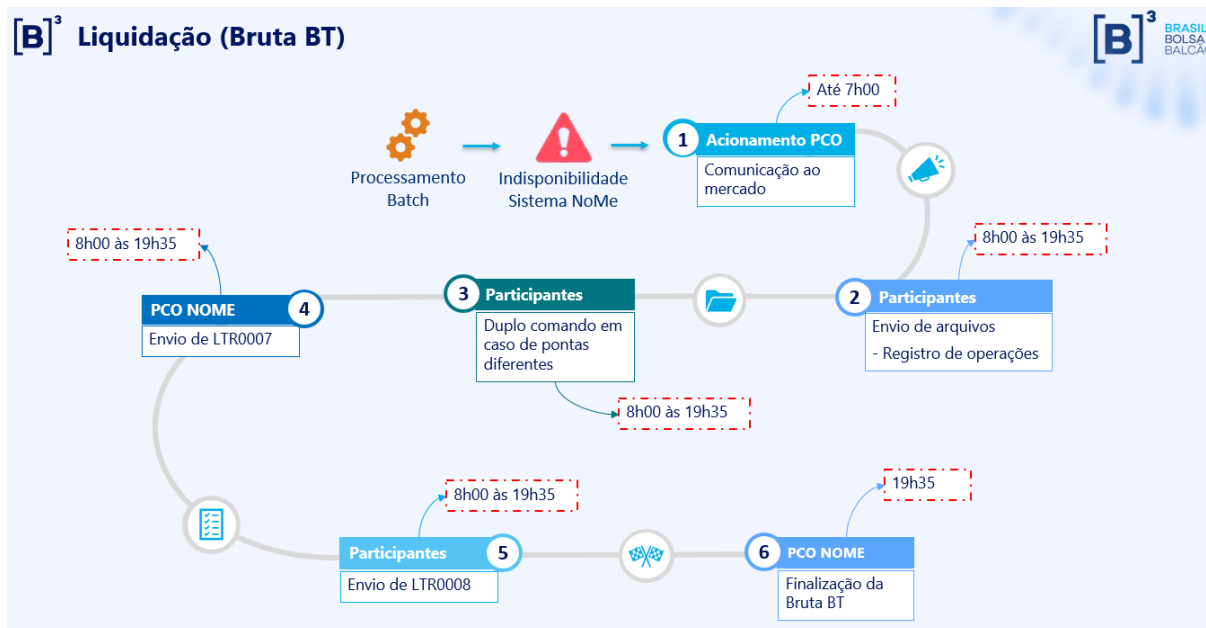 [B]³ Liquidação (Bruta BT)
[B]³ BRASIL
BOLSA
BALCÃO
Processamento
Batch
Indisponibilidade
Sistema NoMe
Até 7h00
1 Acionamento PCO
Comunicação ao
mercado
8h00 às 19h35
2 Participantes
Envio de arquivos
- Registro de operações
3 Participantes
Duplo comando em
caso de pontas
diferentes
8h00 às 19h35
8h00 às 19h35
PCO NOME 4
Envio de LTR0007
8h00 às 19h35
Participantes 5
Envio de LTR0008
19h35
6 PCO NOME
Finalização da
Bruta BT